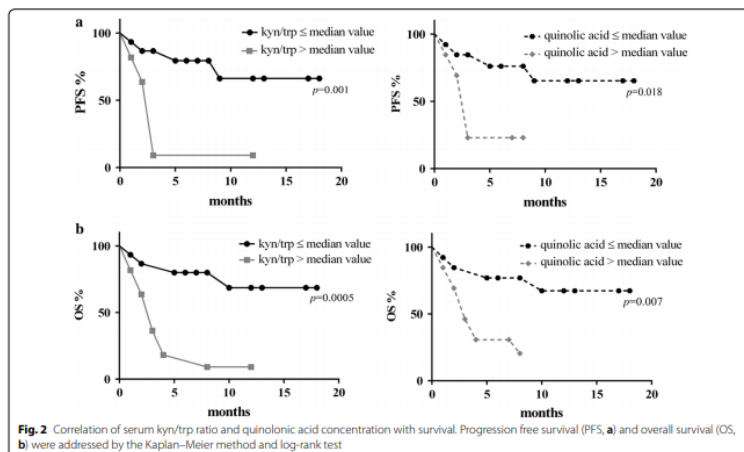 a
kyn/trp ≤ median value
kyn/trp > median value
PFS %
100
50
0
0 5 10 15 20
months
p=0.001
quinolic acid ≤ median value
quinolic acid > median value
PFS %
100
50
0
0 5 10 15 20
months
p=0.018
b
kyn/trp ≤ median value
kyn/trp > median value
OS %
100
50
0
0 5 10 15 20
months
p=0.0005
quinolic acid ≤ median value
quinolic acid > median value
OS %
100
50
0
0 5 10 15 20
months
p=0.007
Fig. 2 Correlation of serum kyn/trp ratio and quinolonic acid concentration with survival. Progression free survival (PFS, a) and overall survival (OS,
b) were addressed by the Kaplan–Meier method and log-rank test